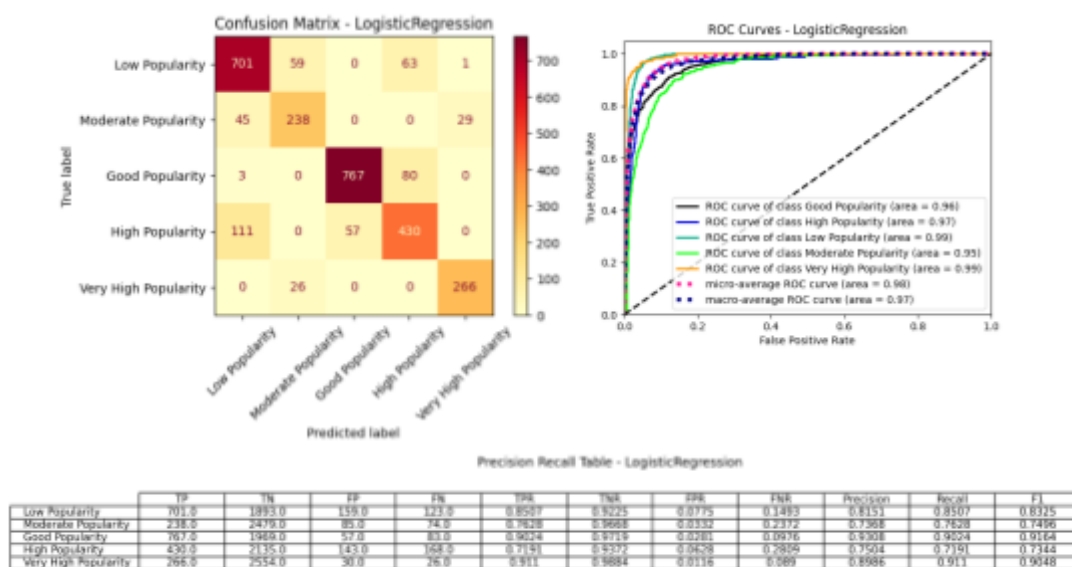 Confusion Matrix - LogisticRegression
True label
Low Popularity 701 59 0 63 1
Moderate Popularity 45 238 0 0 29
Good Popularity 3 0 767 80 0
High Popularity 111 0 57 430 0
Very High Popularity 0 26 0 0 266
Low Popularity Moderate Popularity Good Popularity High Popularity Very High Popularity
Predicted label
700
600
500
400
300
200
100
0
ROC Curves - LogisticRegression
True Positive Rate
1.0
0.8
0.6
0.4
0.2
0.0
ROC curve of class Good Popularity (area = 0.96)
ROC curve of class High Popularity (area = 0.97)
ROC curve of class Low Popularity (area = 0.99)
ROC curve of class Moderate Popularity (area = 0.95)
ROC curve of class Very High Popularity (area = 0.99)
micro-average ROC curve (area = 0.98)
macro-average ROC curve (area = 0.97)
0.0 0.2 0.4 0.6 0.8 1.0
False Positive Rate
Precision Recall Table - LogisticRegression
TP TN FP FN TPR TNR FPR FNR Precision Recall F1
Low Popularity 701.0 1893.0 159.0 123.0 0.8507 0.9225 0.0775 0.1493 0.8151 0.8507 0.8325
Moderate Popularity 238.0 2479.0 85.0 74.0 0.7628 0.9668 0.0332 0.2372 0.7368 0.7628 0.7496
Good Popularity 767.0 1969.0 57.0 83.0 0.9024 0.9719 0.0281 0.0976 0.9308 0.9024 0.9164
High Popularity 430.0 2135.0 143.0 168.0 0.7191 0.9372 0.0628 0.2809 0.7504 0.7191 0.7344
Very High Popularity 266.0 2554.0 30.0 26.0 0.911 0.9884 0.0116 0.089 0.8986 0.911 0.9048